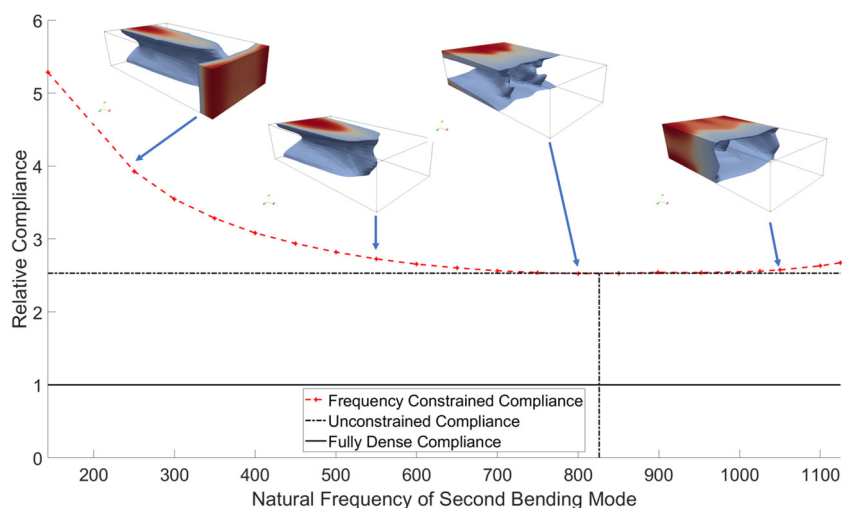 6
5
4
3
2
1
0
Relative Compliance
Frequency Constrained Compliance
Unconstrained Compliance
Fully Dense Compliance
200 300 400 500 600 700 800 900 1000 1100
Natural Frequency of Second Bending Mode